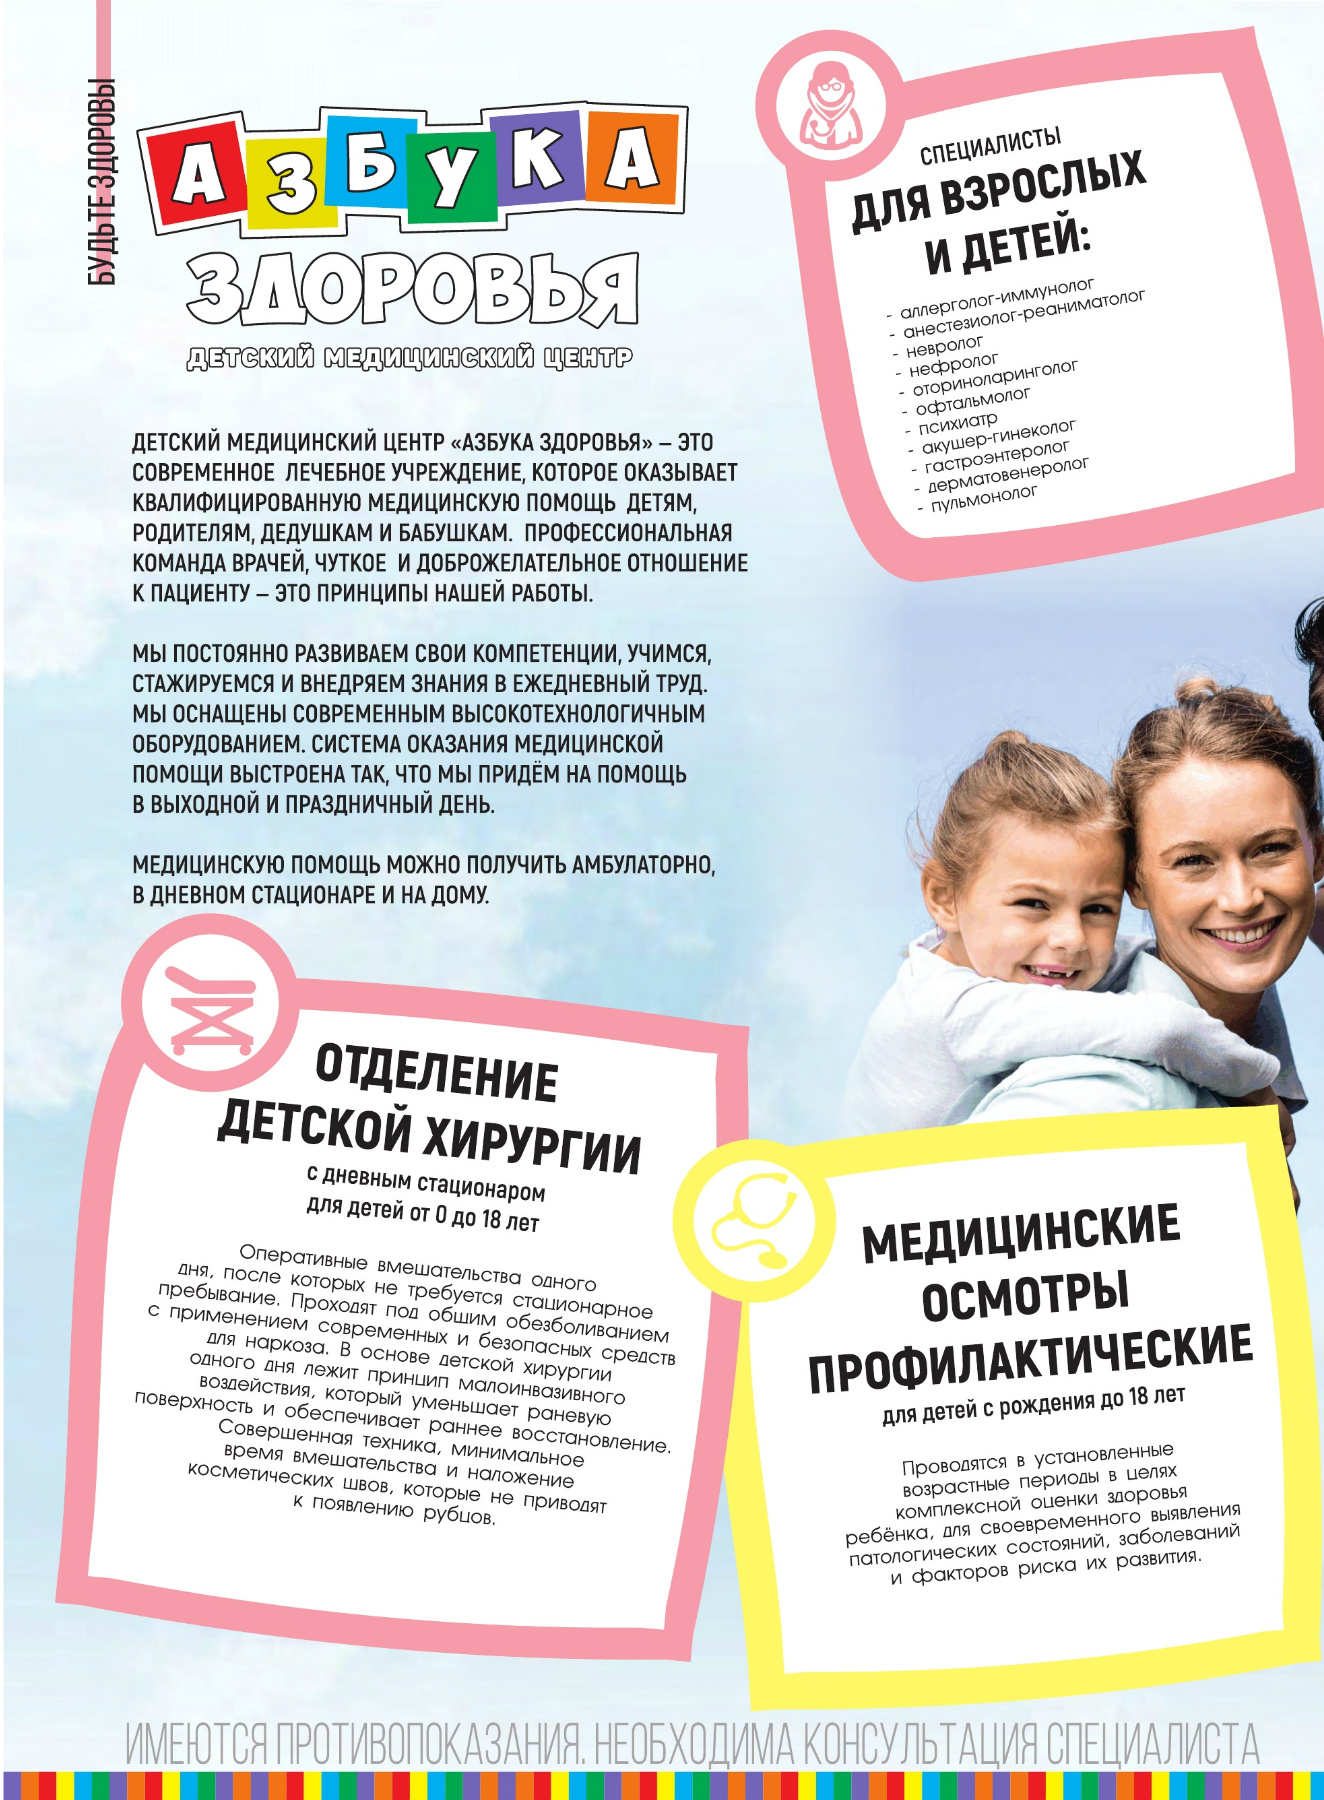 БУДЬТЕ ЗДОРОВЫ
АЗБУКА
ЗДОРОВЬЯ
ДЕТСКИЙ МЕДИЦИНСКИЙ ЦЕНТР
ДЕТСКИЙ МЕДИЦИНСКИЙ ЦЕНТР «АЗБУКА ЗДОРОВЬЯ» – ЭТО
СОВРЕМЕННОЕ ЛЕЧЕБНОЕ УЧРЕЖДЕНИЕ, КОТОРОЕ ОКАЗЫВАЕТ
КВАЛИФИЦИРОВАННУЮ МЕДИЦИНСКУЮ ПОМОЩЬ ДЕТЯМ,
РОДИТЕЛЯМ, ДЕДУШКАМ И БАБУШКАМ. ПРОФЕССИОНАЛЬНАЯ
КОМАНДА ВРАЧЕЙ, ЧУТКОЕ И ДОБРОЖЕЛАТЕЛЬНОЕ ОТНОШЕНИЕ
К ПАЦИЕНТУ – ЭТО ПРИНЦИПЫ НАШЕЙ РАБОТЫ.
МЫ ПОСТОЯННО РАЗВИВАЕМ СВОИ КОМПЕТЕНЦИИ, УЧИМСЯ,
СТАЖИРУЕМСЯ И ВНЕДРЯЕМ ЗНАНИЯ В ЕЖЕДНЕВНЫЙ ТРУД.
МЫ ОСНАЩЕНЫ СОВРЕМЕННЫМ ВЫСОКОТЕХНОЛОГИЧНЫМ
ОБОРУДОВАНИЕМ. СИСТЕМА ОКАЗАНИЯ МЕДИЦИНСКОЙ
ПОМОЩИ ВЫСТРОЕНА ТАК, ЧТО МЫ ПРИДЁМ НА ПОМОЩЬ
В ВЫХОДНОЙ И ПРАЗДНИЧНЫЙ ДЕНЬ.
МЕДИЦИНСКУЮ ПОМОЩЬ МОЖНО ПОЛУЧИТЬ АМБУЛАТОРНО,
В ДНЕВНОМ СТАЦИОНАРЕ И НА ДОМУ.
СПЕЦИАЛИСТЫ
ДЛЯ ВЗРОСЛЫХ
И ДЕТЕЙ:
- аллерголог-иммунолог
- анестезиолог-реаниматолог
- невролог
- нефролог
- оториноларинголог
- офтальмолог
- психиатр
- акушер-гинеколог
- гастроэнтеролог
- дерматовенеролог
- пульмонолог
ОТДЕЛЕНИЕ
ДЕТСКОЙ ХИРУРГИИ
с дневным стационаром
для детей от 0 до 18 лет
Оперативные вмешательства одного
дня, после которых не требуется стационарное
пребывание. Проходят под общим обезболиванием
с применением современных и безопасных средств
для наркоза. В основе детской хирургии
одного дня лежит принцип малоинвазивного
воздействия, который уменьшает раневую
поверхность и обеспечивает раннее восстановление.
Совершенная техника, минимальное
время вмешательства и наложение
косметических швов, которые не приводят
к появлению рубцов.
МЕДИЦИНСКИЕ
ОСМОТРЫ
ПРОФИЛАКТИЧЕСКИЕ
для детей с рождения до 18 лет
Проводятся в установленные
возрастные периоды в целях
комплексной оценки здоровья
ребёнка, для своевременного выявления
патологических состояний, заболеваний
и факторов риска их развития.
ИМЕЮТСЯ ПРОТИВОПОКАЗАНИЯ. НЕОБХОДИМА КОНСУЛЬТАЦИЯ СПЕЦИАЛИСТА